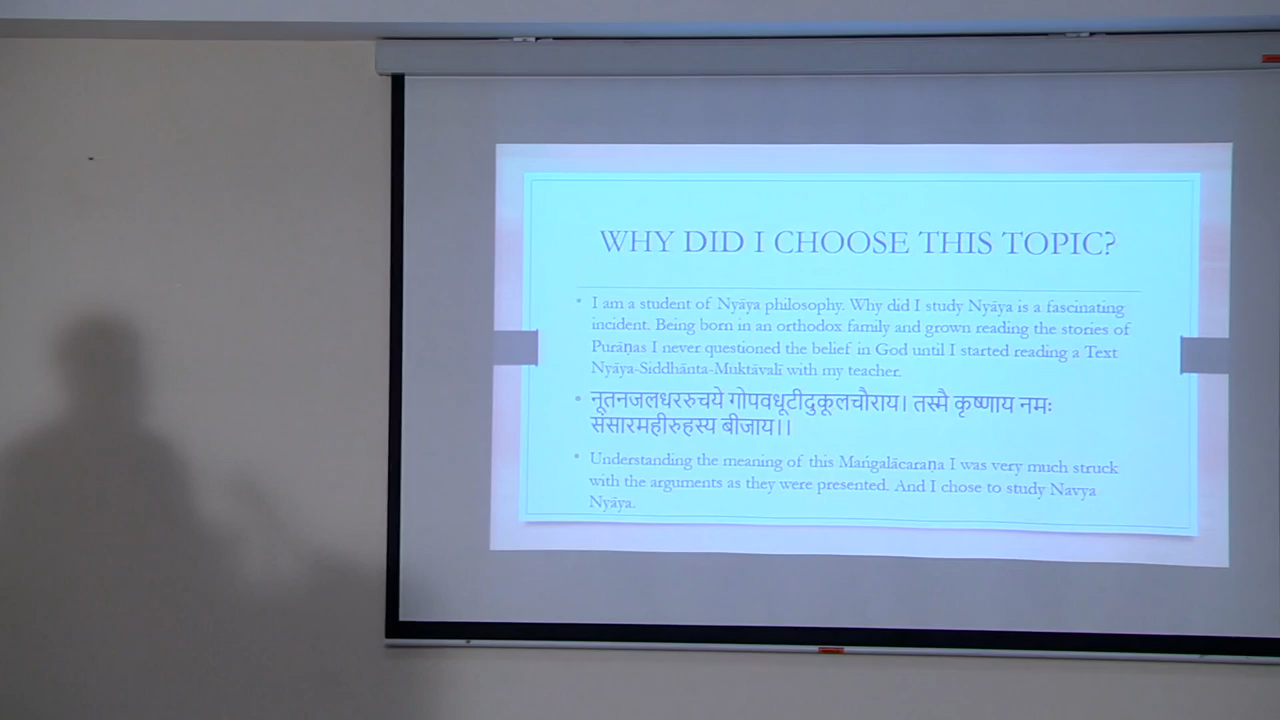 WHY DID I CHOOSE THIS TOPIC?
• I am a student of Nyāya philosophy. Why did I study Nyāya is a fascinating
incident. Being born in an orthodox family and grown reading the stories of
Purāṇas I never questioned the belief in God until I started reading a Text
Nyāya-Siddhānta-Muktāvalī with my teacher.
• नूतनजलधररुचये गोपवधूटीदुकूलचौराय। तस्मै कृष्णाय नमः
संसारमहीरुहस्य बीजाय।।
• Understanding the meaning of this Maṅgalācaraṇa I was very much struck
with the arguments as they were presented. And I chose to study Navya
Nyāya.